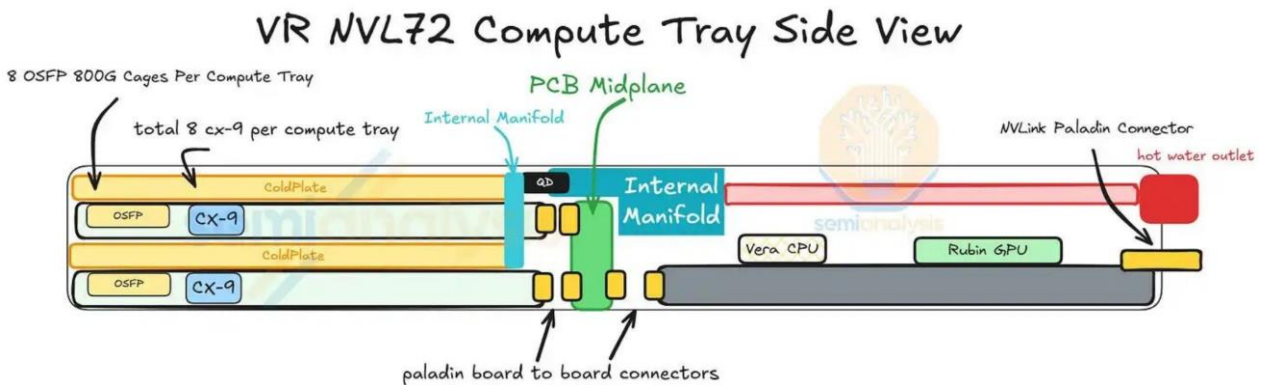 VR NVL72 Compute Tray Side View
8 OSFP 800G Cages Per Compute Tray
total 8 cx-9 per compute tray
Internal Manifold
PCB Midplane
NVLink Paladin Connector
hot water outlet
ColdPlate
QD
Internal
Manifold
OSFP
CX-9
semianalysis
semianalysis
ColdPlate
Vera CPU
Rubin GPU
OSFP
CX-9
paladin board to board connectors